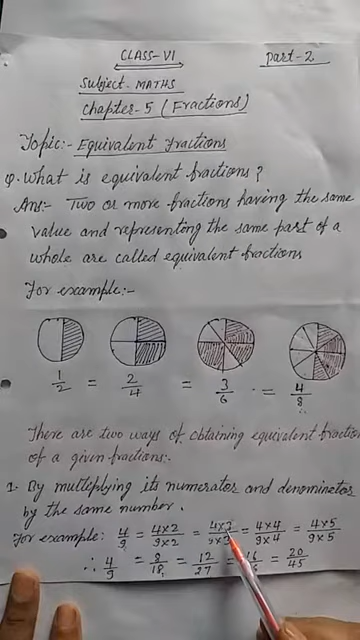 CLASS-VI
Part-2
Subject- MATHS
Chapter-5 (Fractions)
Topic:- Equivalent Fractions
Q. What is equivalent fractions?
Ans:- Two or more fractions having the same
value and representing the same part of a
whole are called equivalent fractions
For example:-
1/2 = 2/4 = 3/6 = 4/8
There are two ways of obtaining equivalent fraction
of a given fractions:-
1. By multiplying its numerator and denominator
by the same number.
For example: 4/9 = 4×2/9×2 = 4×3/9×3 = 4×4/9×4 = 4×5/9×5
∴ 4/9 = 8/18 = 12/27 = = 20/45